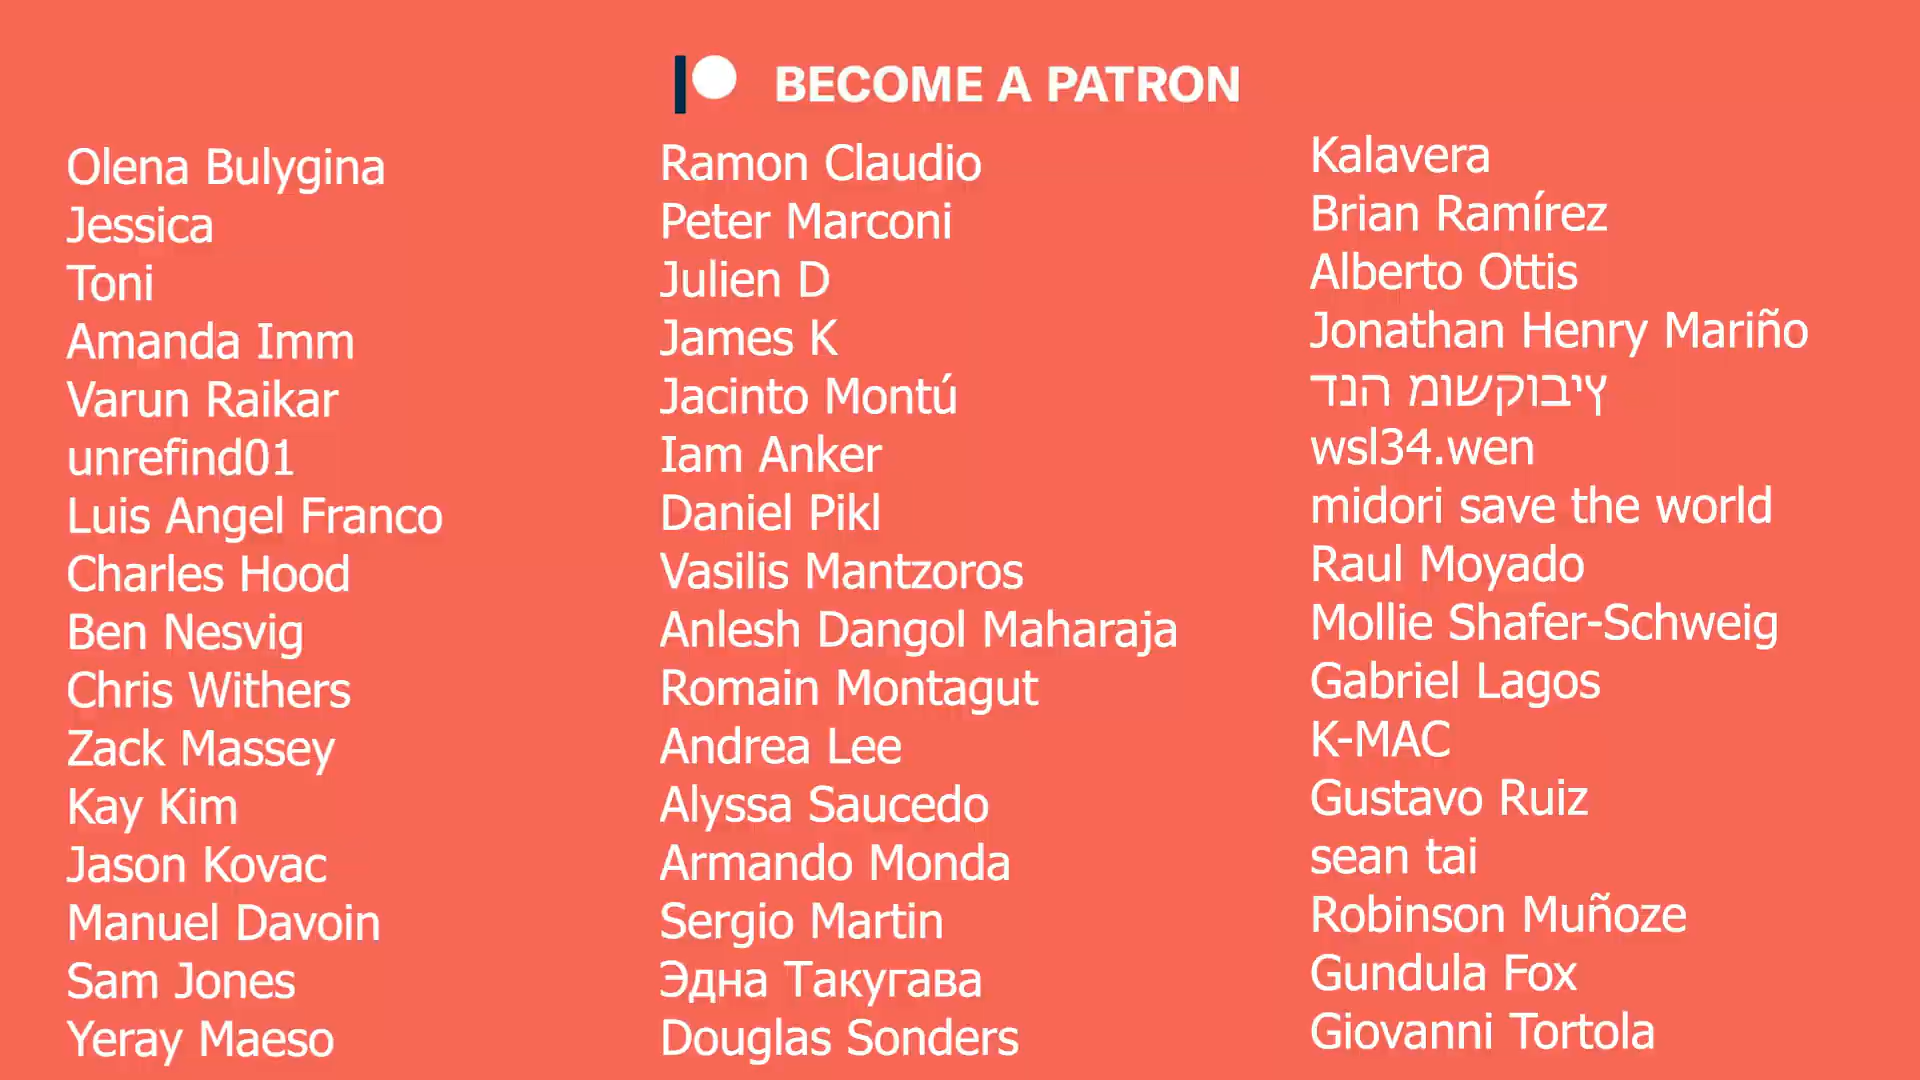 BECOME A PATRON
Olena Bulygina
Jessica
Toni
Amanda Imm
Varun Raikar
unrefind01
Luis Angel Franco
Charles Hood
Ben Nesvig
Chris Withers
Zack Massey
Kay Kim
Jason Kovac
Manuel Davoin
Sam Jones
Yeray Maeso
Ramon Claudio
Peter Marconi
Julien D
James K
Jacinto Montú
Iam Anker
Daniel Pikl
Vasilis Mantzoros
Anlesh Dangol Maharaja
Romain Montagut
Andrea Lee
Alyssa Saucedo
Armando Monda
Sergio Martin
Эдна Такугава
Douglas Sonders
Kalavera
Brian Ramírez
Alberto Ottis
Jonathan Henry Mariño
דנה מושקוביץ
wsl34.wen
midori save the world
Raul Moyado
Mollie Shafer-Schweig
Gabriel Lagos
K-MAC
Gustavo Ruiz
sean tai
Robinson Muñoze
Gundula Fox
Giovanni Tortola